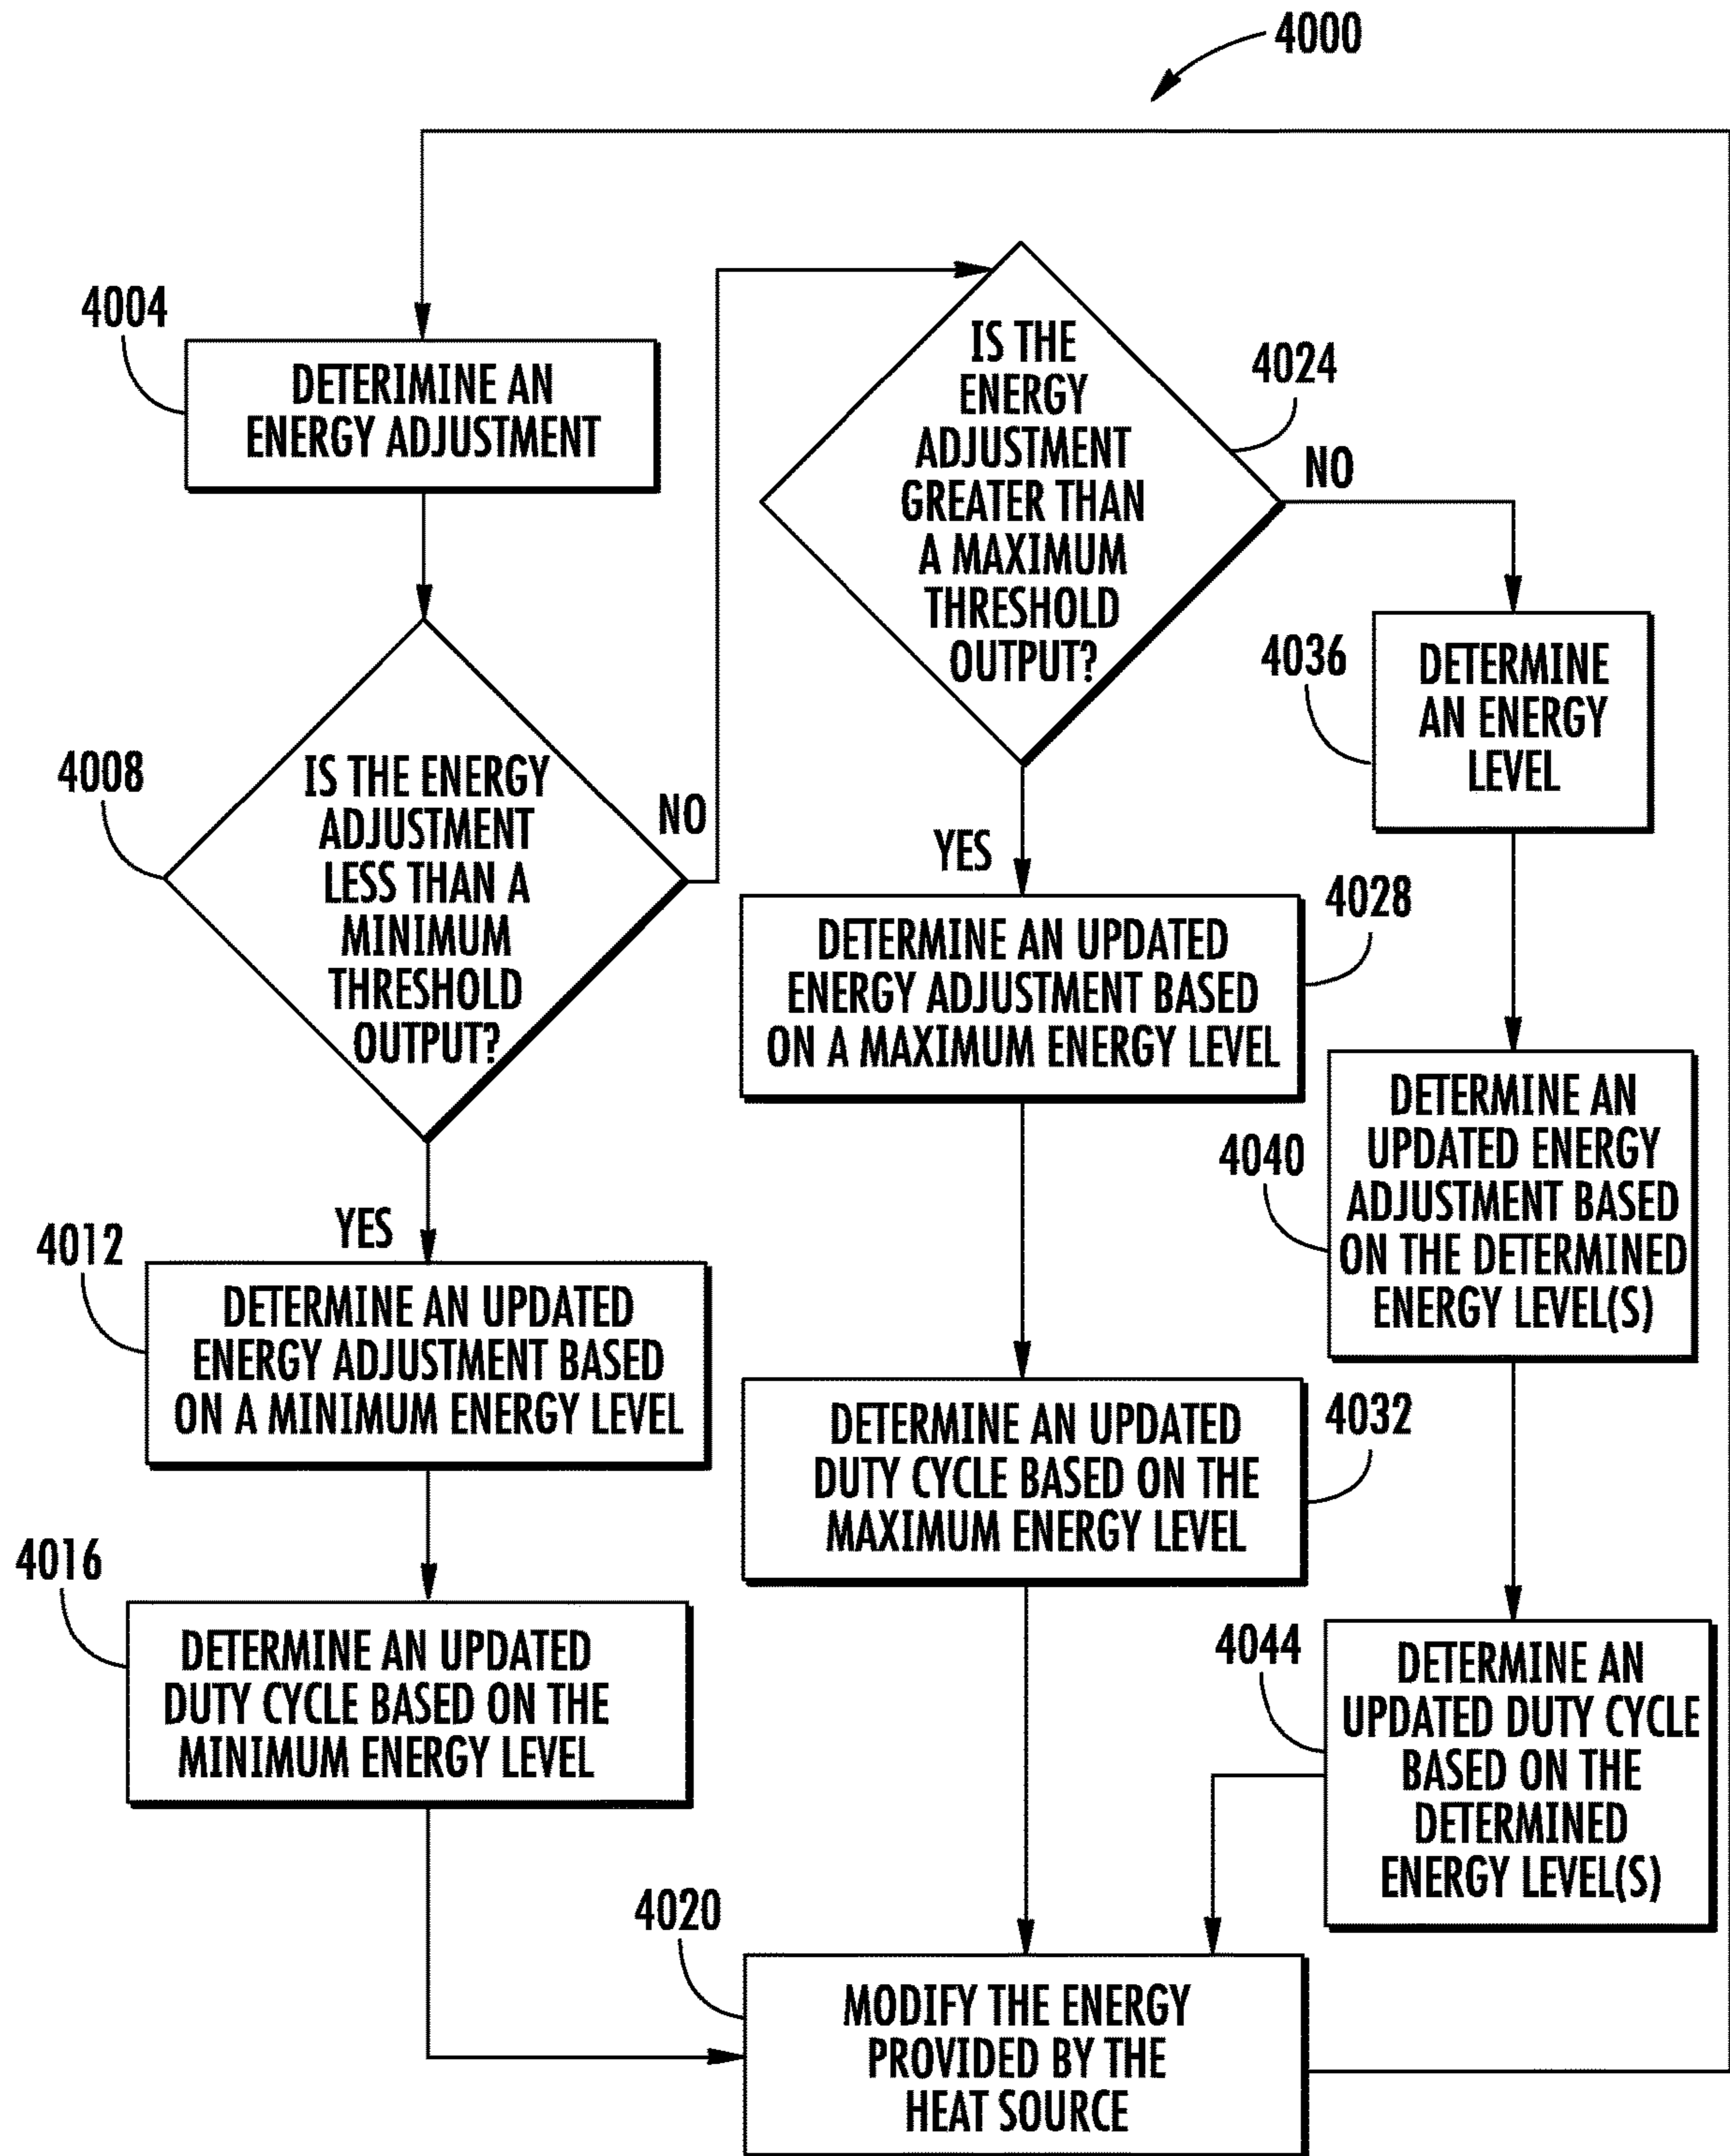 4000
4004
DETERIMINE AN
ENERGY ADJUSTMENT
4008
IS THE ENERGY
ADJUSTMENT
LESS THAN A
MINIMUM
THRESHOLD
OUTPUT?
NO
YES
4012
DETERMINE AN UPDATED
ENERGY ADJUSTMENT BASED
ON A MINIMUM ENERGY LEVEL
4016
DETERMINE AN UPDATED
DUTY CYCLE BASED ON THE
MINIMUM ENERGY LEVEL
4024
IS THE
ENERGY
ADJUSTMENT
GREATER THAN
A MAXIMUM
THRESHOLD
OUTPUT?
NO
YES
4028
DETERMINE AN UPDATED
ENERGY ADJUSTMENT BASED
ON A MAXIMUM ENERGY LEVEL
4032
DETERMINE AN UPDATED
DUTY CYCLE BASED ON THE
MAXIMUM ENERGY LEVEL
4036
DETERMINE
AN ENERGY
LEVEL
4040
DETERMINE AN
UPDATED ENERGY
ADJUSTMENT BASED
ON THE DETERMINED
ENERGY LEVEL(S)
4044
DETERMINE AN
UPDATED DUTY CYCLE
BASED ON THE
DETERMINED
ENERGY LEVEL(S)
4020
MODIFY THE ENERGY
PROVIDED BY THE
HEAT SOURCE